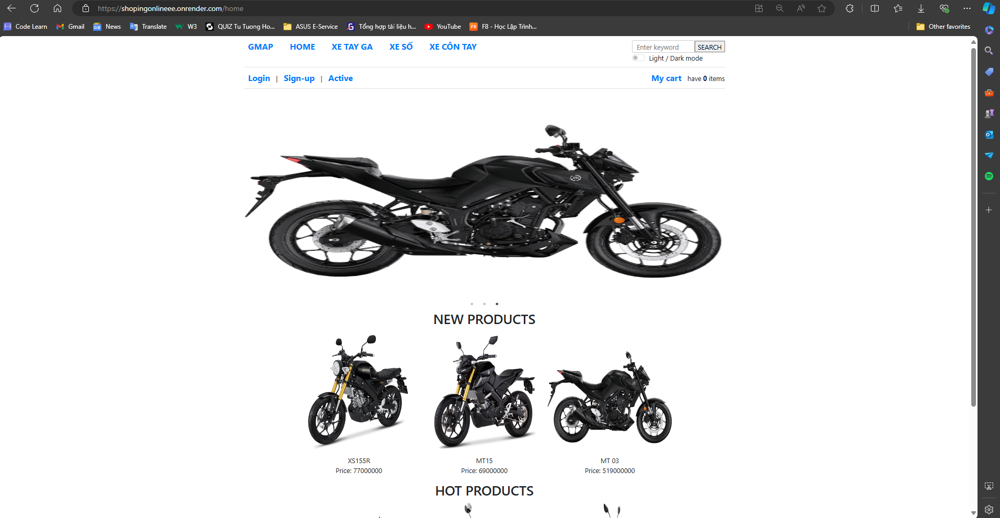 https://shopingonlineee.onrender.com/home
Code Learn Gmail News Translate W3 QUIZ Tu Tuong Ho... ASUS E-Service Tổng hợp tài liệu h... YouTube F8 - Học Lập Trình... Other favorites
GMAP HOME XE TAY GA XE SỐ XE CÔN TAY Enter keyword SEARCH
Light / Dark mode
Login | Sign-up | Active My cart have 0 items
NEW PRODUCTS
XS155R MT15 MT 03
Price: 77000000 Price: 69000000 Price: 519000000
HOT PRODUCTS